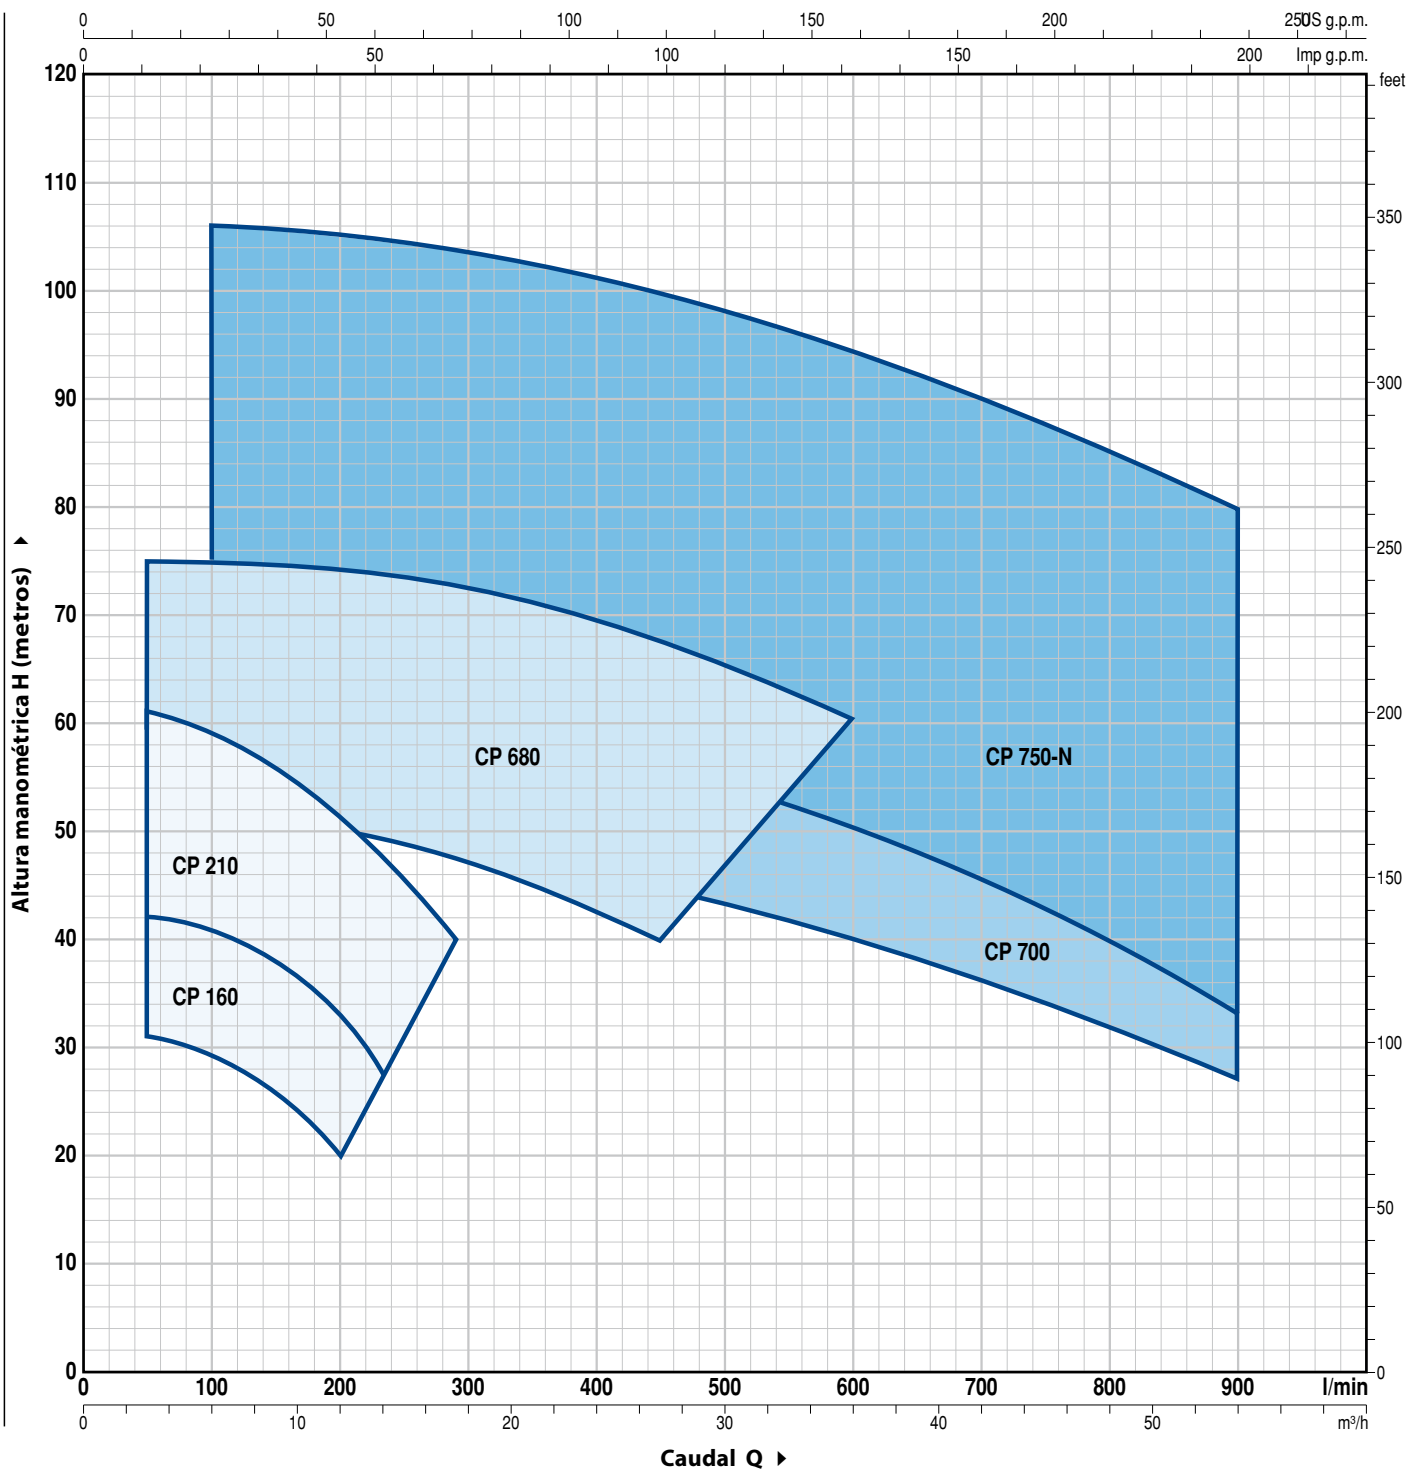 0 50 100 150 200 250 US g.p.m.
0 50 100 150 200 Imp g.p.m.
feet
120
110
100
90
80
70
60
50
40
30
20
10
0
350
300
250
200
150
100
50
0
Altura manométrica H (metros)
CP 680
CP 750-N
CP 210
CP 700
CP 160
0 100 200 300 400 500 600 700 800 900 l/min
0 10 20 30 40 50 m³/h
Caudal Q